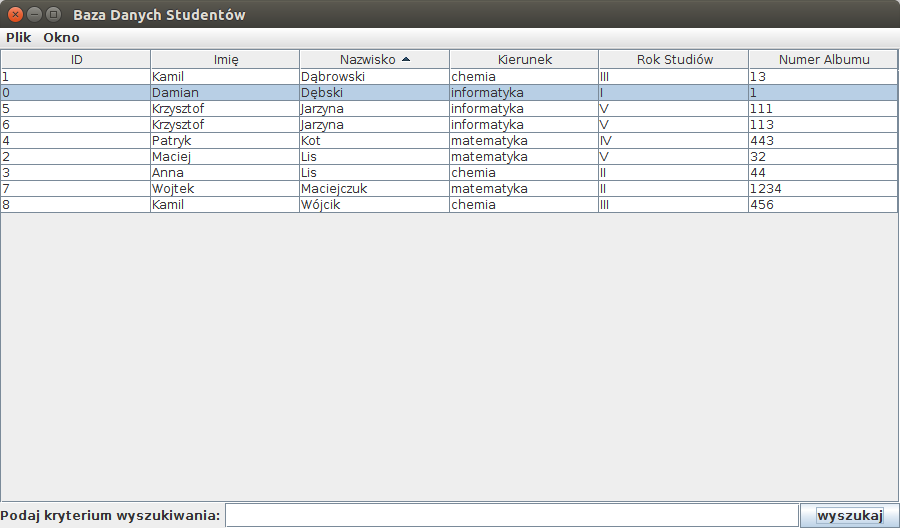 Baza Danych Studentów
Plik Okno
ID Imię Nazwisko Kierunek Rok Studiów Numer Albumu
1 Kamil Dąbrowski chemia III 13
0 Damian Dębski informatyka I 1
5 Krzysztof Jarzyna informatyka V 111
6 Krzysztof Jarzyna informatyka V 113
4 Patryk Kot matematyka IV 443
2 Maciej Lis matematyka V 32
3 Anna Lis chemia II 44
7 Wojtek Maciejczuk matematyka II 1234
8 Kamil Wójcik chemia III 456
Podaj kryterium wyszukiwania: wyszukaj